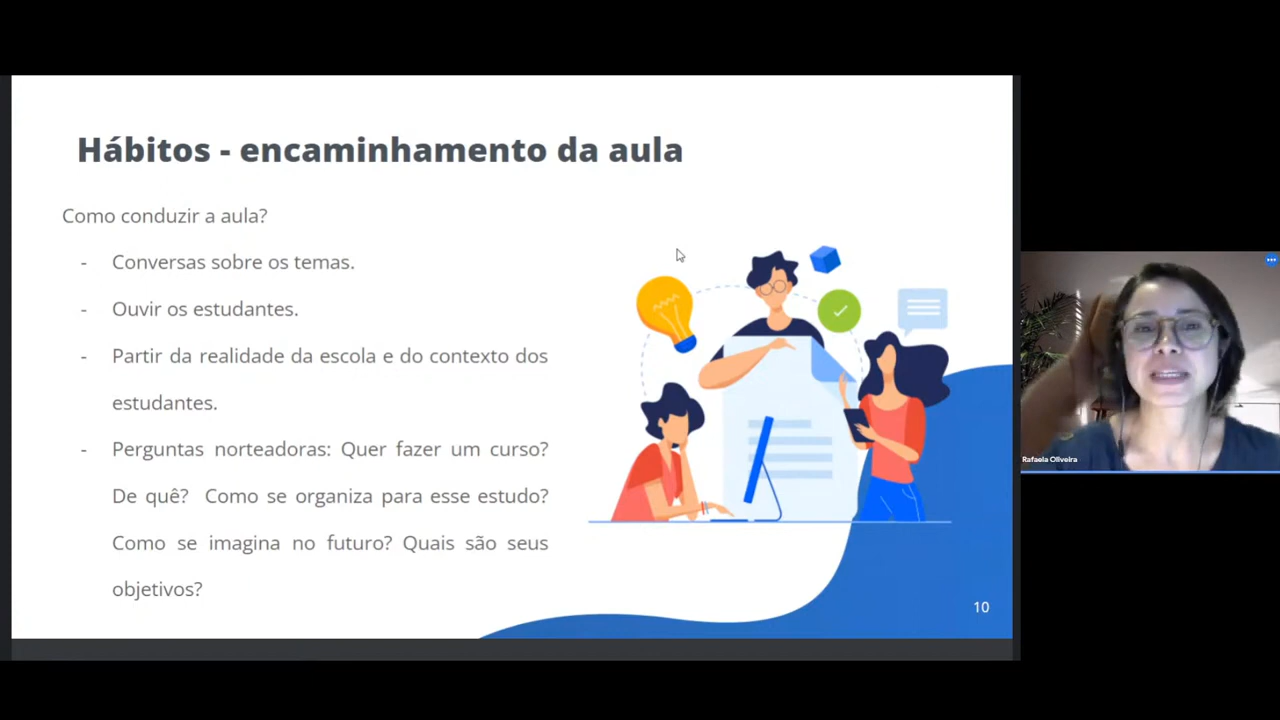 Hábitos - encaminhamento da aula
Como conduzir a aula?
- Conversas sobre os temas.
- Ouvir os estudantes.
- Partir da realidade da escola e do contexto dos
estudantes.
- Perguntas norteadoras: Quer fazer um curso?
De quê? Como se organiza para esse estudo?
Como se imagina no futuro? Quais são seus
objetivos?
10
Rafaela Oliveira